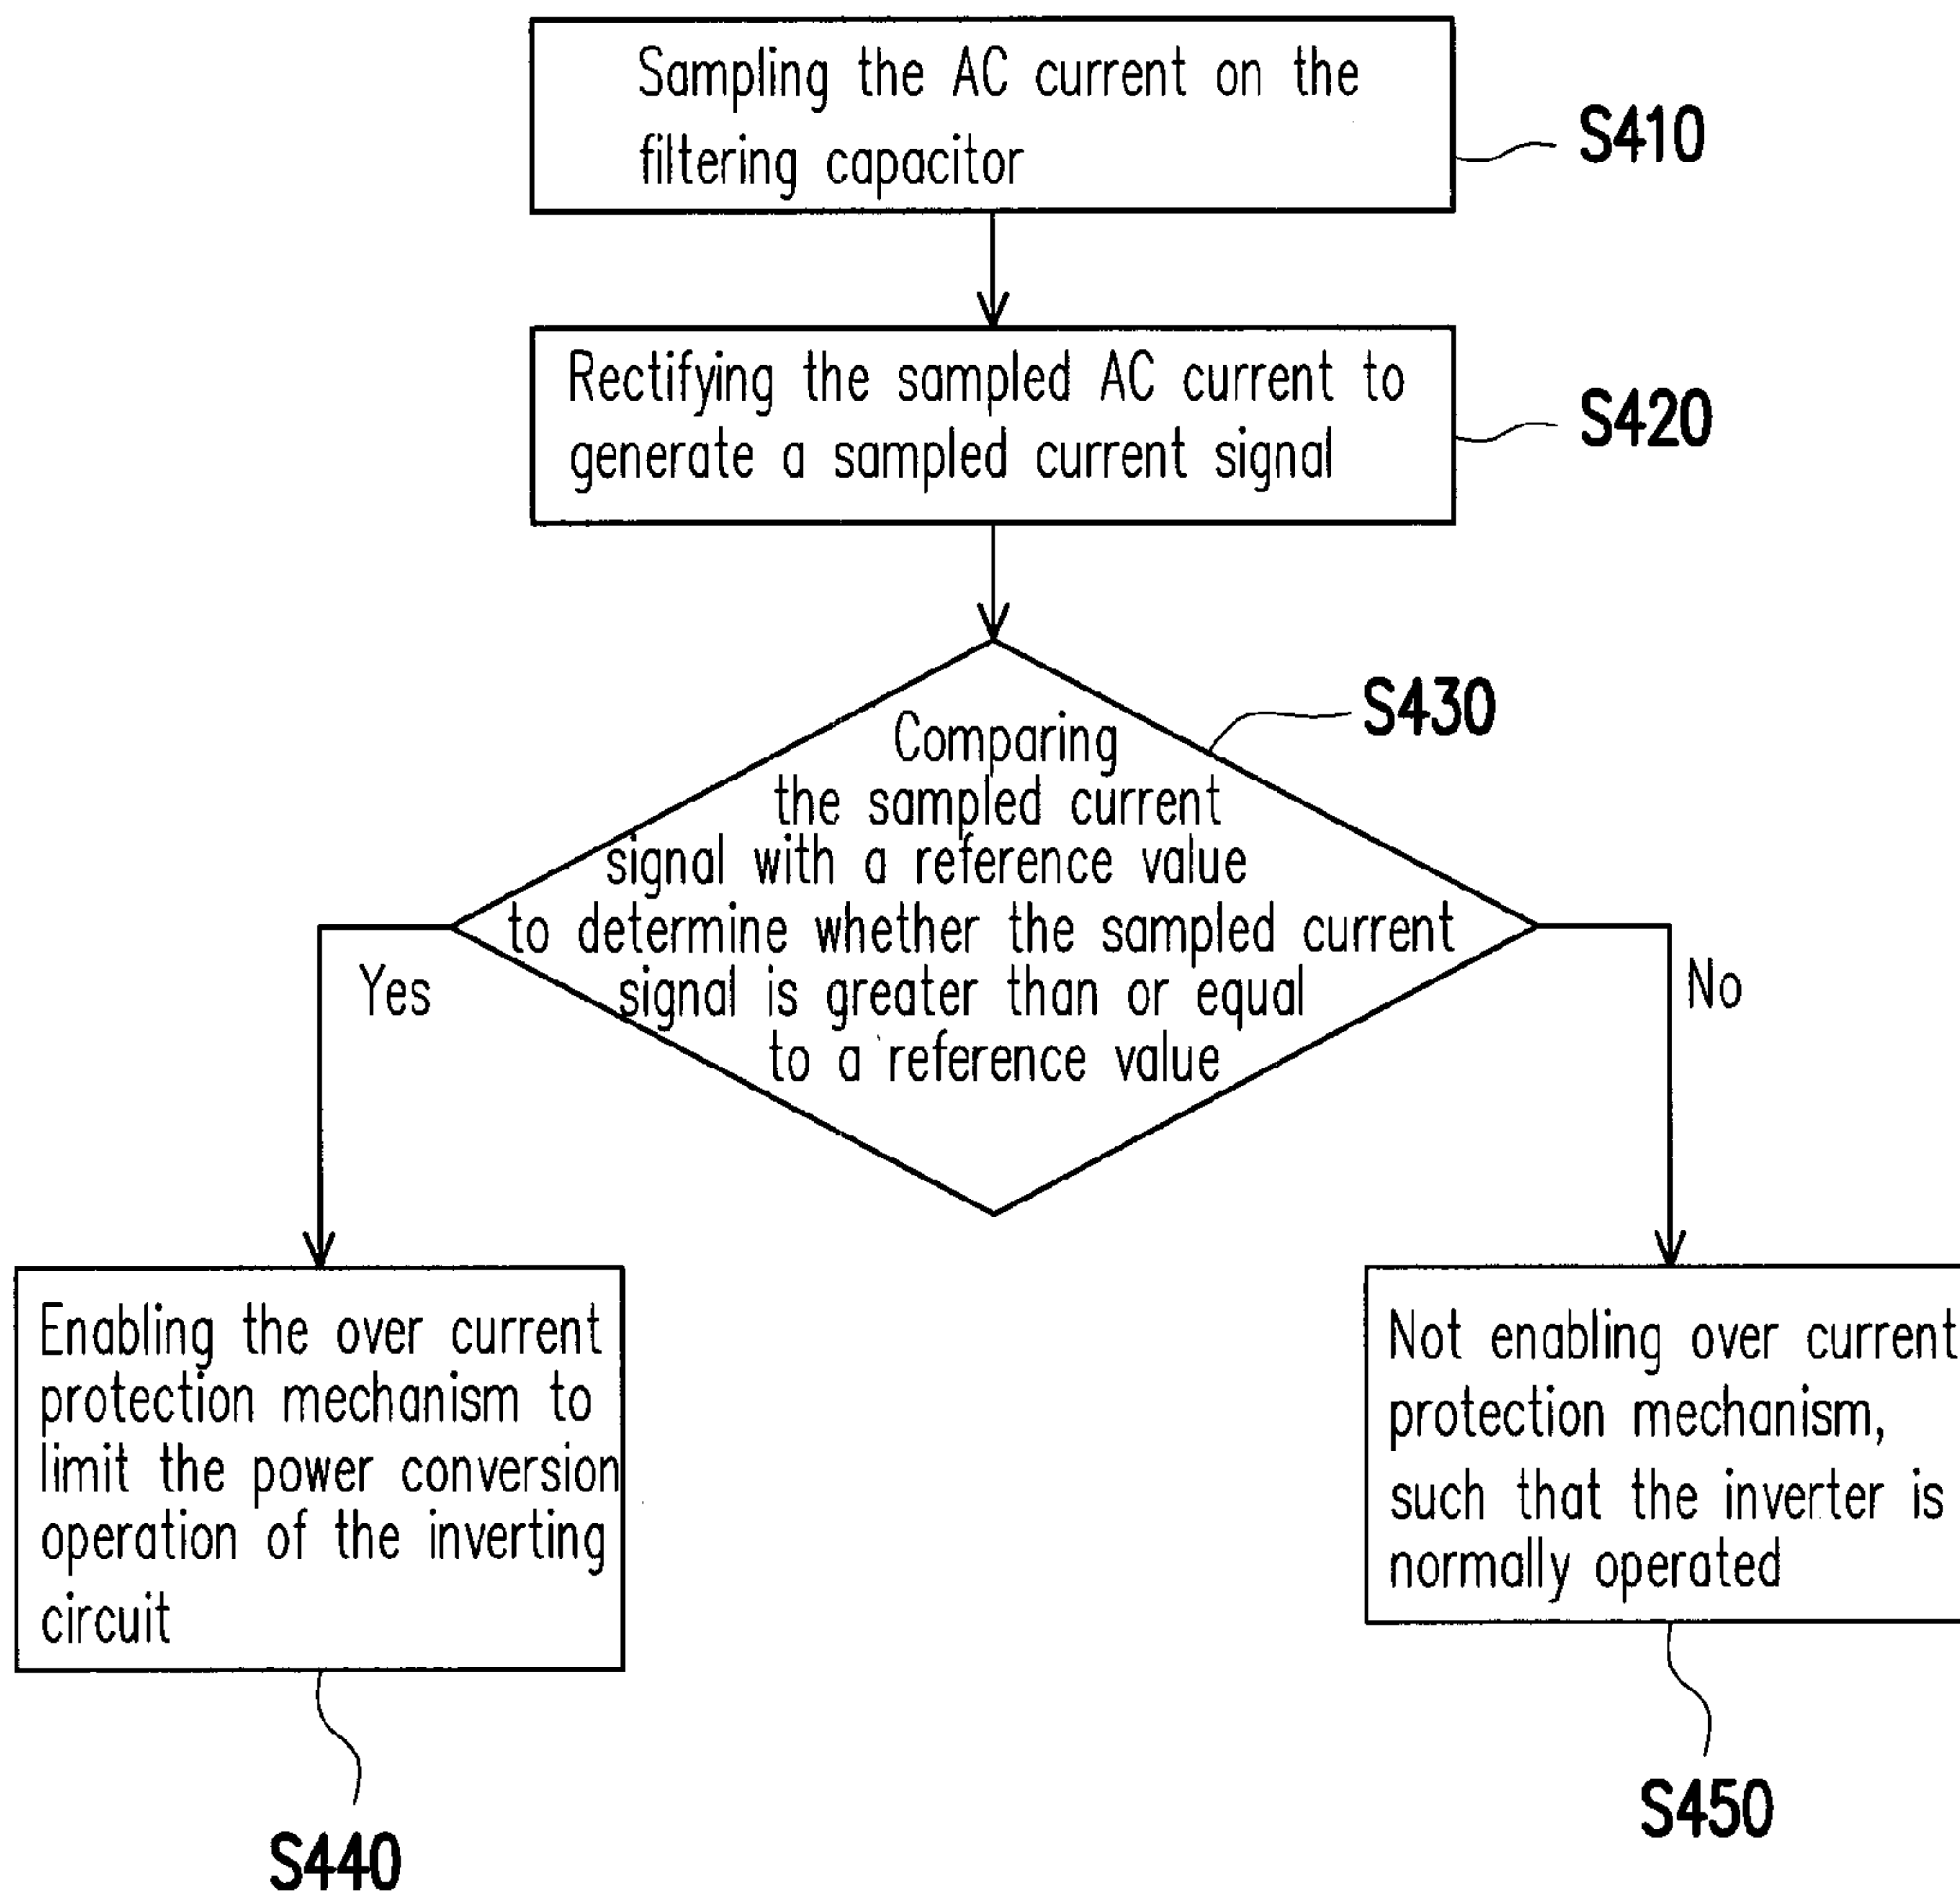 Sampling the AC current on the
filtering capacitor
S410
Rectifying the sampled AC current to
generate a sampled current signal
S420
S430
Comparing
the sampled current
signal with a reference value
to determine whether the sampled current
signal is greater than or equal
to a reference value
Yes
No
Enabling the over current
protection mechanism to
limit the power conversion
operation of the inverting
circuit
Not enabling over current
protection mechanism,
such that the inverter is
normally operated
S440
S450